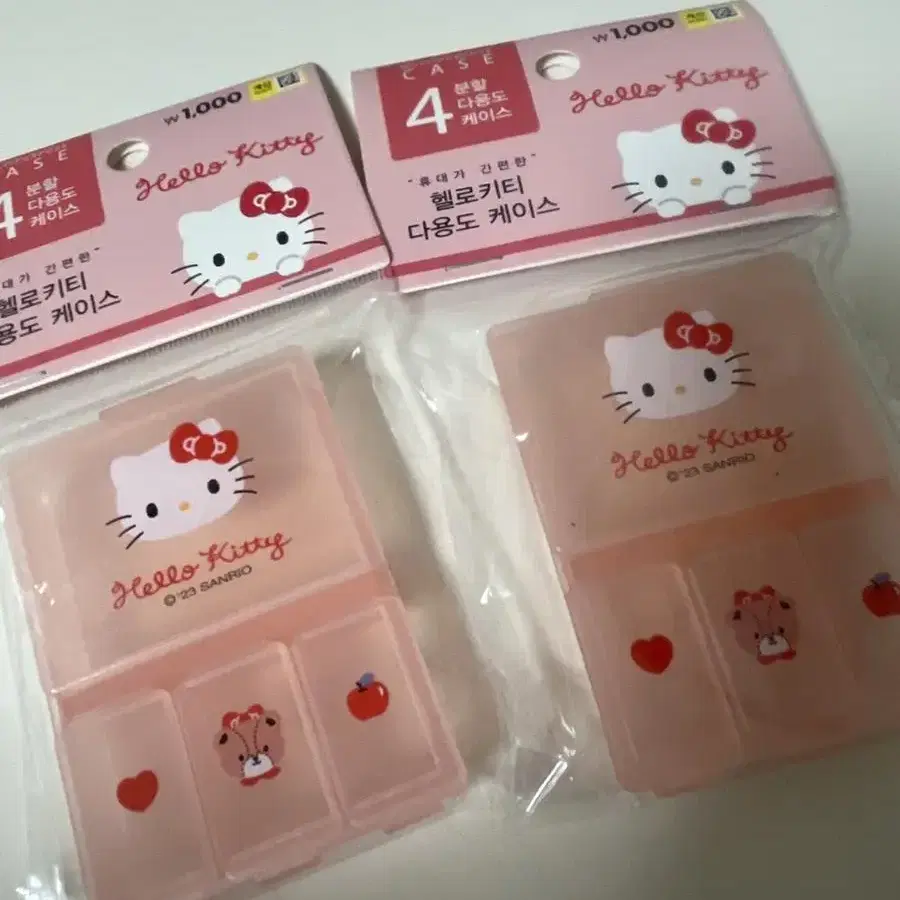 ₩1,000
CASE
4
분할
다용도
케이스
Hello Kitty
휴대가 간편한"
헬로키티
다용도 케이스
Hello Kitty
©'23 SANRIO
₩1,000
CASE
4
분할
다용도
케이스
Hello Kitty
"휴대가 간편한"
헬로키티
다용도 케이스
Hello Kitty
©'23 SANRIO